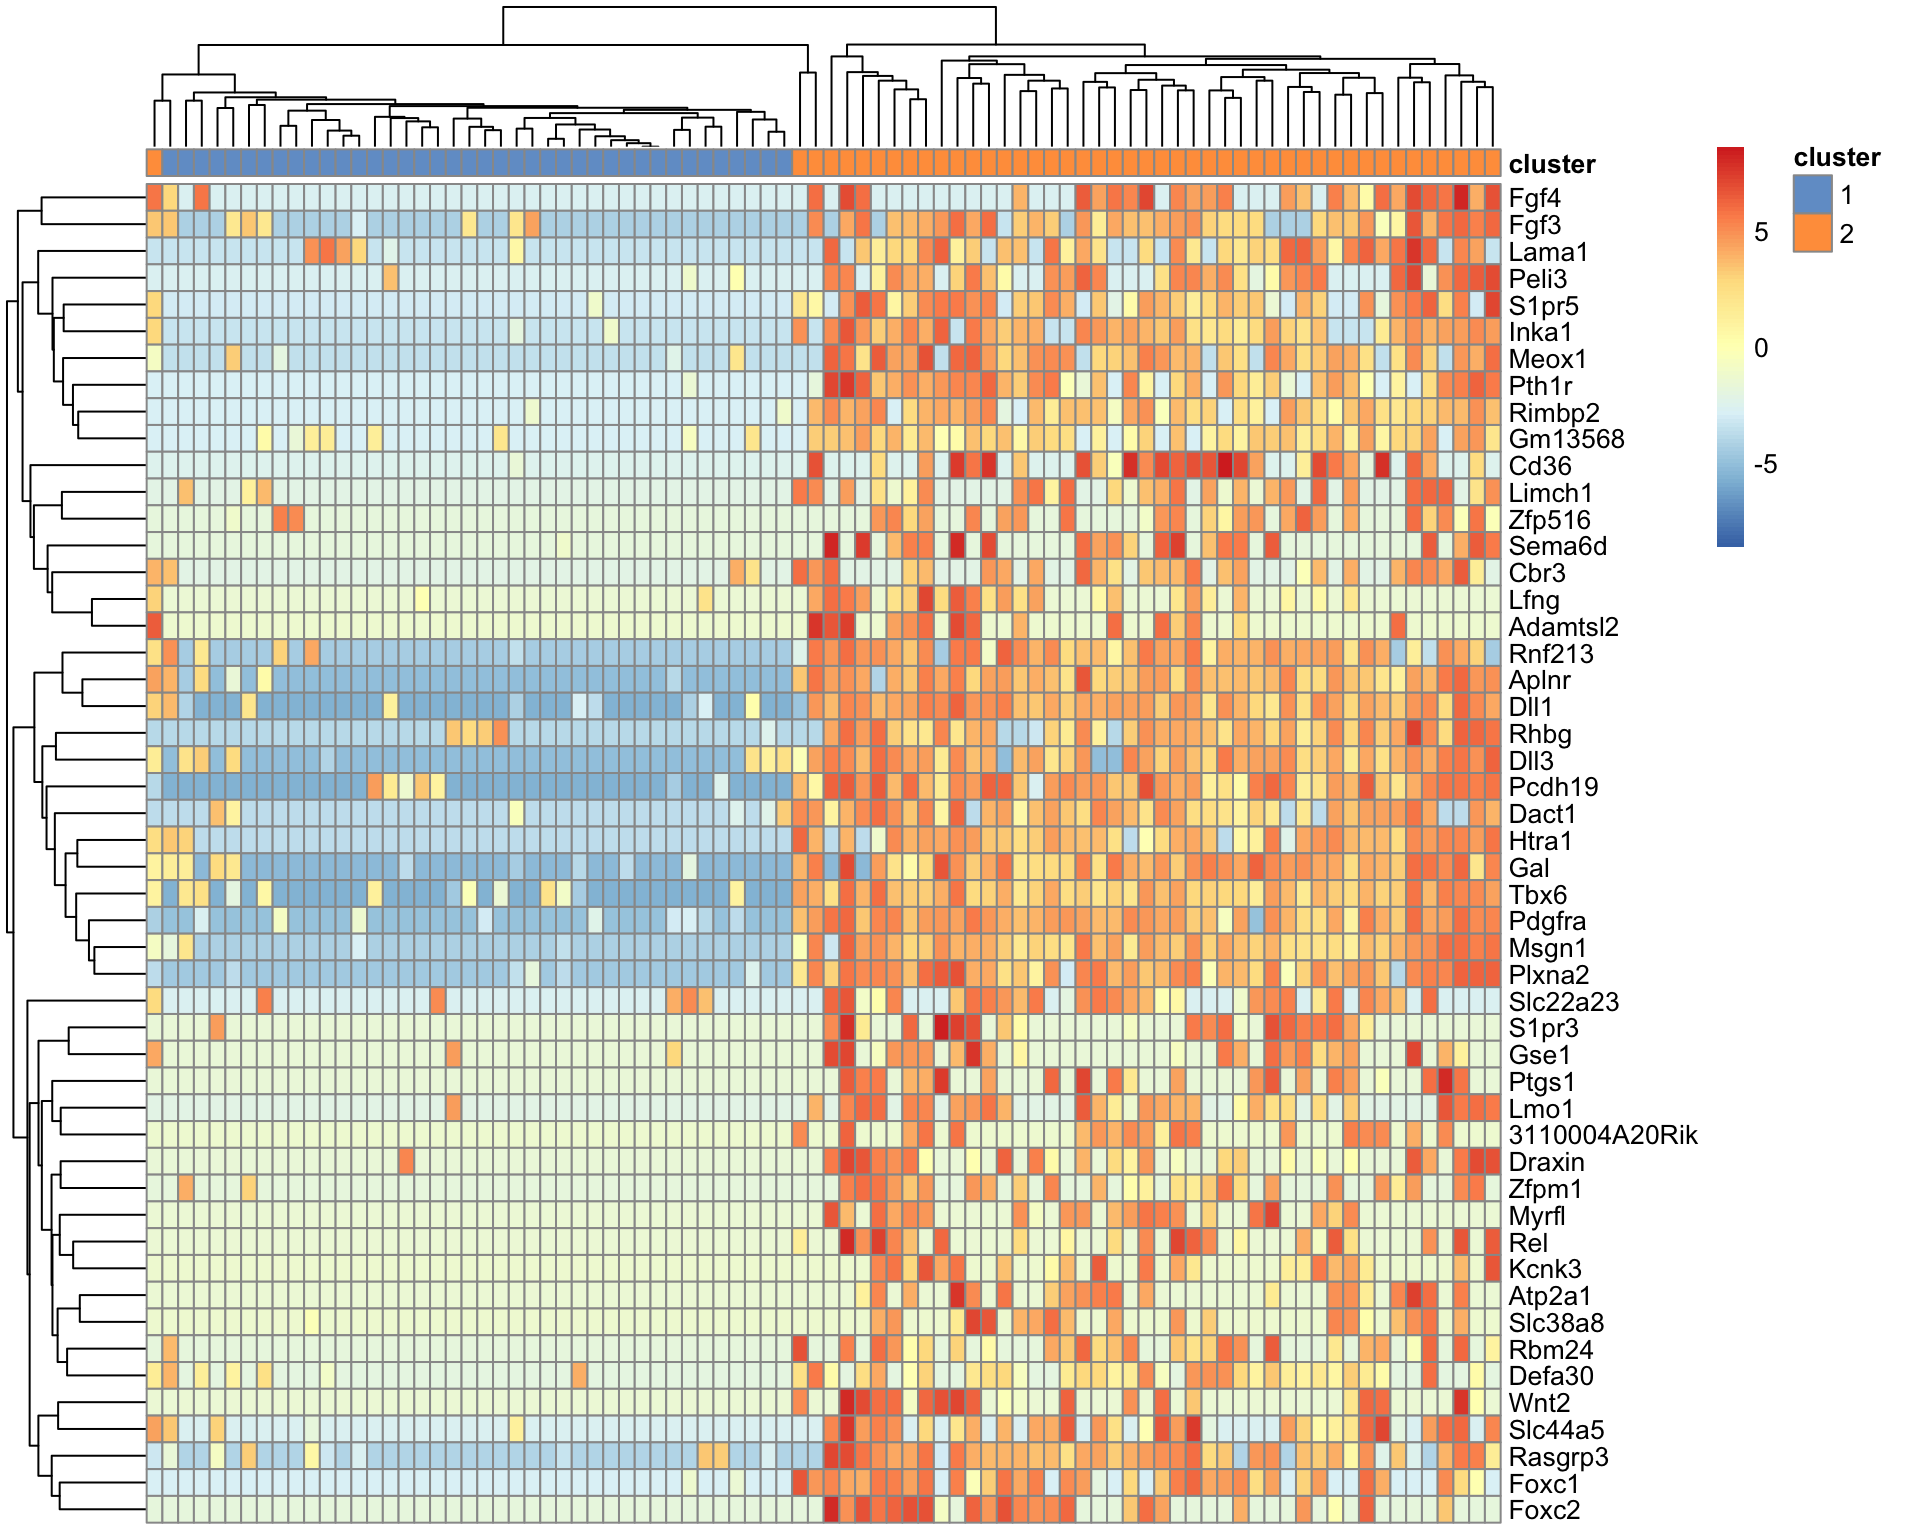 cluster
Fgf4
Fgf3
Lama1
Peli3
S1pr5
Inka1
Meox1
Pth1r
Rimbp2
Gm13568
Cd36
Limch1
Zfp516
Sema6d
Cbr3
Lfng
Adamtsl2
Rnf213
Aplnr
Dll1
Rhbg
Dll3
Pcdh19
Dact1
Htra1
Gal
Tbx6
Pdgfra
Msgn1
Plxna2
Slc22a23
S1pr3
Gse1
Ptgs1
Lmo1
3110004A20Rik
Draxin
Zfpm1
Myrfl
Rel
Kcnk3
Atp2a1
Slc38a8
Rbm24
Defa30
Wnt2
Slc44a5
Rasgrp3
Foxc1
Foxc2
5
0
-5
cluster
1
2